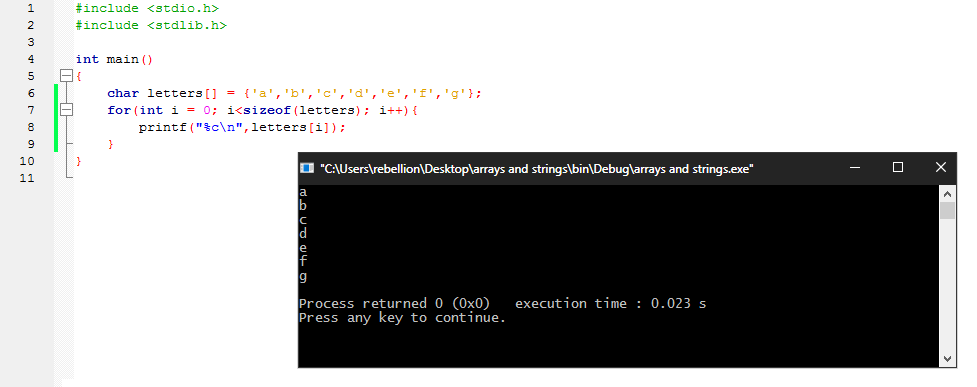 1 #include <stdio.h>
2 #include <stdlib.h>
3
4 int main()
5 {
6 char letters[] = {'a','b','c','d','e','f','g'};
7 for(int i = 0; i<sizeof(letters); i++){
8 printf("%c\n",letters[i]);
9 }
10 }
11
"C:\Users\rebellion\Desktop\arrays and strings\bin\Debug\arrays and strings.exe"
a
b
c
d
e
f
g
Process returned 0 (0x0)   execution time : 0.023 s
Press any key to continue.